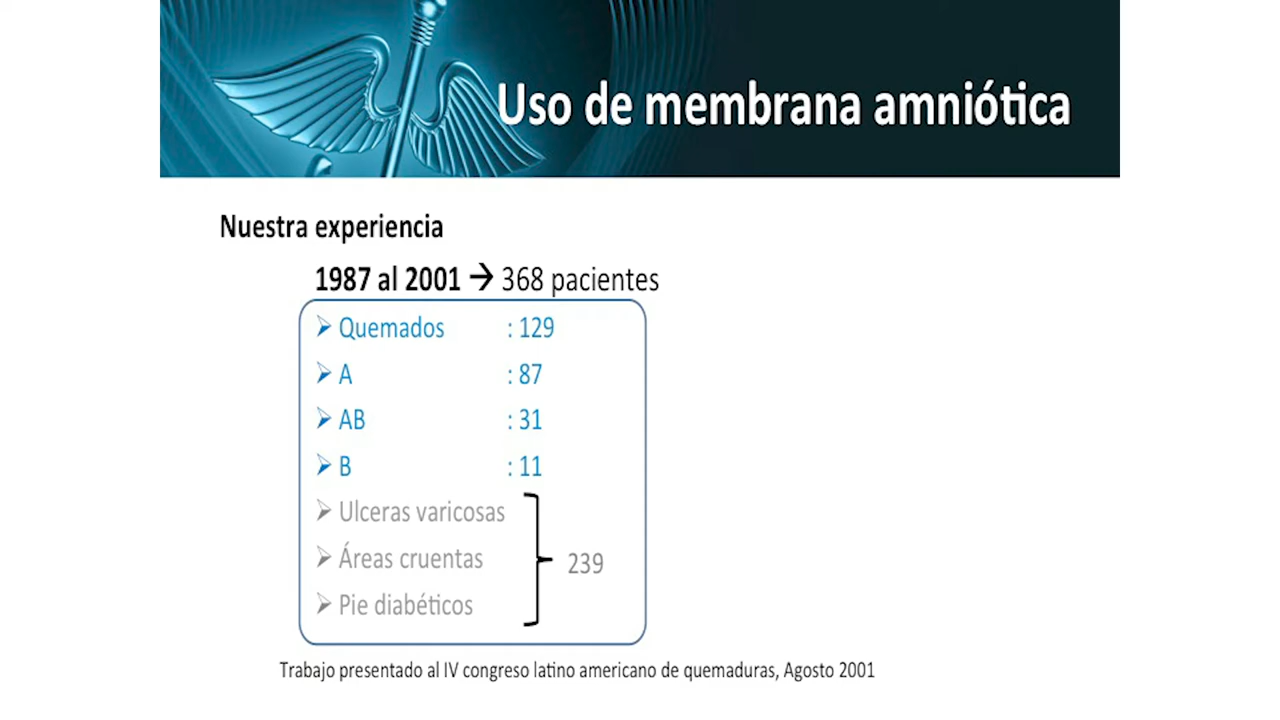 Uso de membrana amniótica
Nuestra experiencia
1987 al 2001 → 368 pacientes
➢ Quemados : 129
➢ A : 87
➢ AB : 31
➢ B : 11
➢ Ulceras varicosas
➢ Áreas cruentas
239
➢ Pie diabéticos
Trabajo presentado al IV congreso latino americano de quemaduras, Agosto 2001